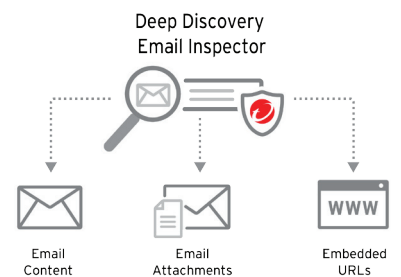 Deep Discovery
Email Inspector
WWW
Email
Content
Email
Attachments
Embedded
URLs